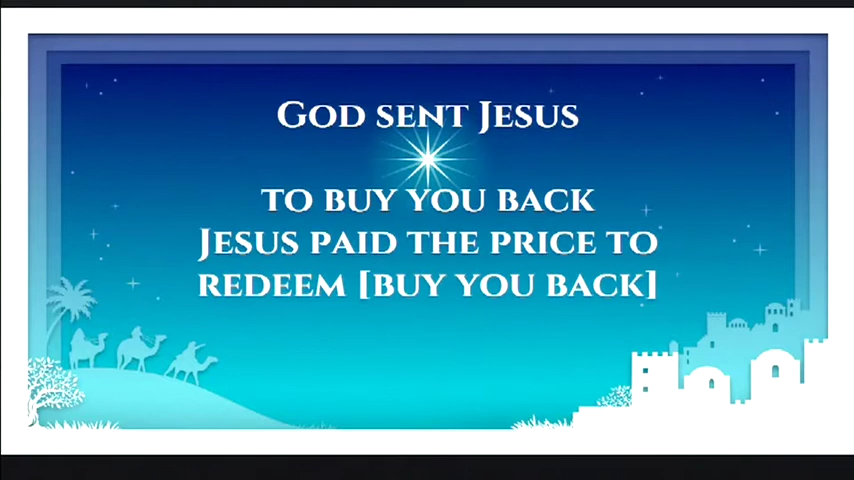 God sent Jesus
to buy you back
Jesus paid the price to
redeem [buy you back]